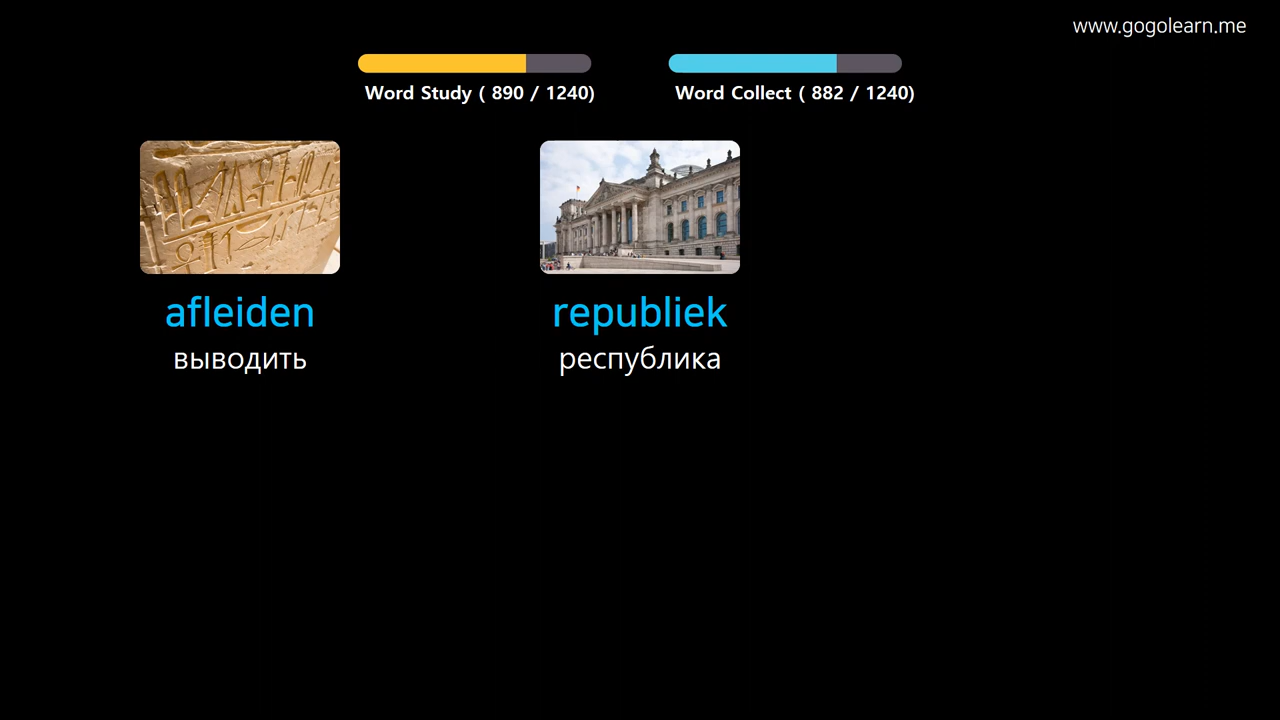 www.gogolearn.me
Word Study ( 890 / 1240)
Word Collect ( 882 / 1240)
afleiden
republiek
выводить
республика